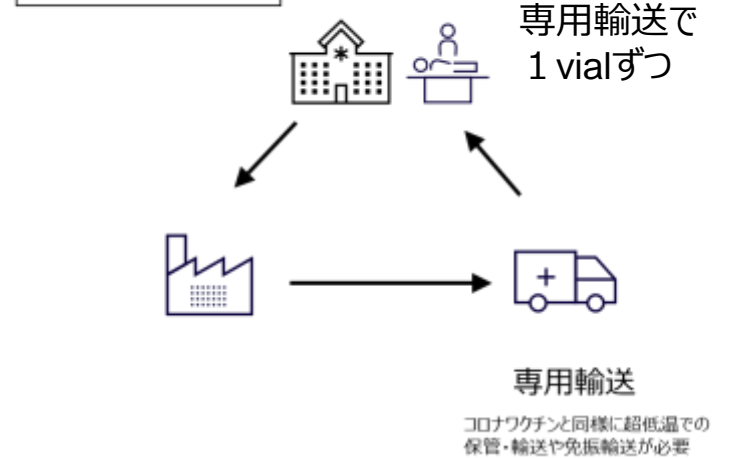 専用輸送で
１vialずつ
専用輸送
コロナワクチンと同様に超低温での
保管・輸送や免振輸送が必要